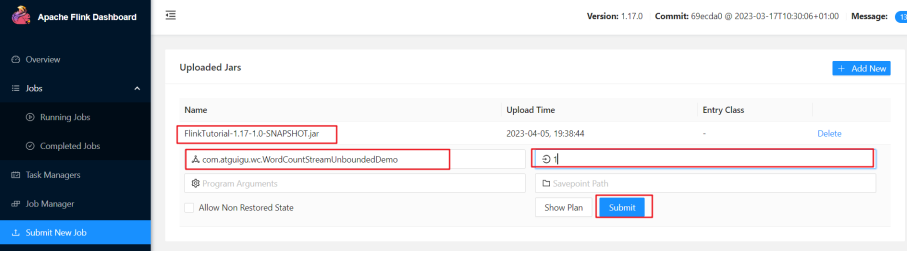 Apache Flink Dashboard
Version: 1.17.0 Commit: 69ecda0 @ 2023-03-17T10:30:06+01:00 Message:
Overview
Uploaded Jars
+ Add New
Jobs
Name Upload Time Entry Class
Running Jobs
FlinkTutorial-1.17-1.0-SNAPSHOT.jar 2023-04-05, 19:38:44 - Delete
Completed Jobs
com.atguigu.wc.WordCountStreamUnboundedDemo 1
Task Managers
Program Arguments Savepoint Path
Job Manager
Allow Non Restored State Show Plan Submit
Submit New Job